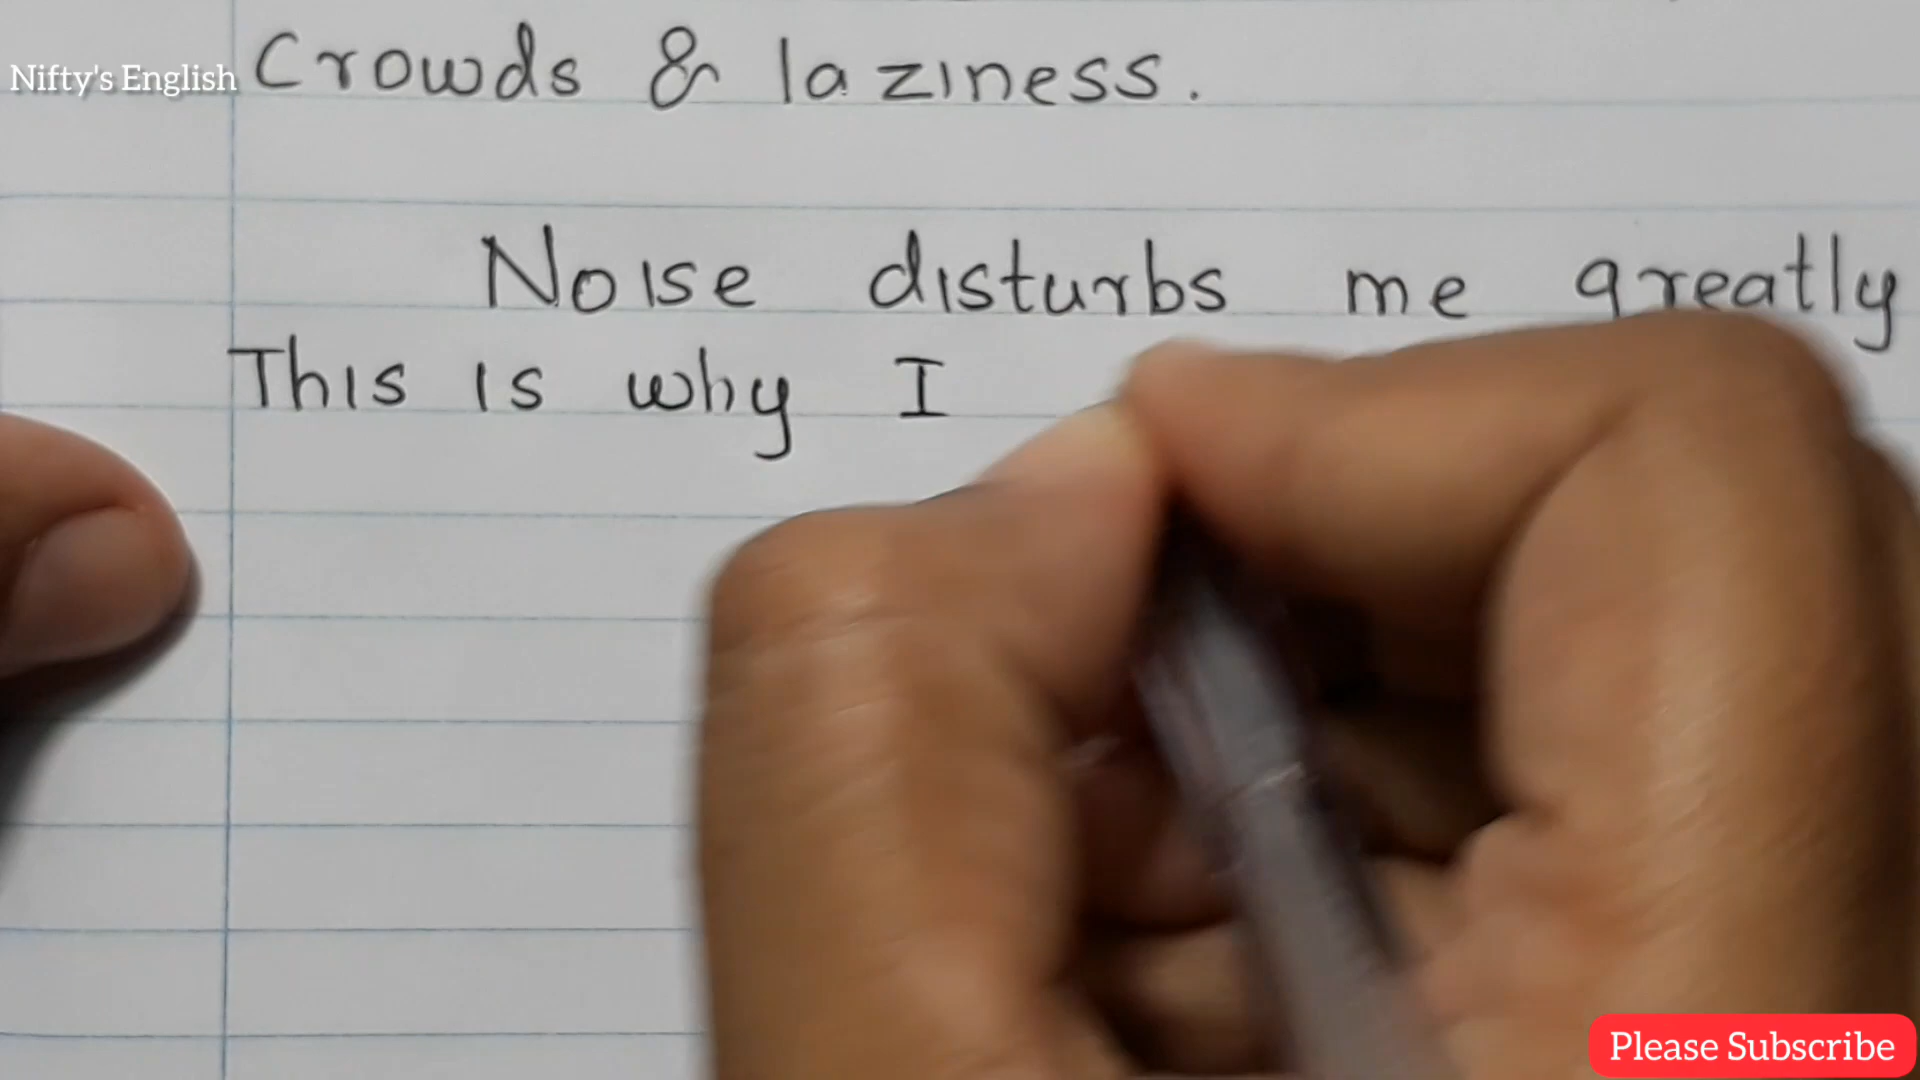 Nifty's English
Crowds & laziness.
Noise disturbs me greatly
This is why I
Please Subscribe